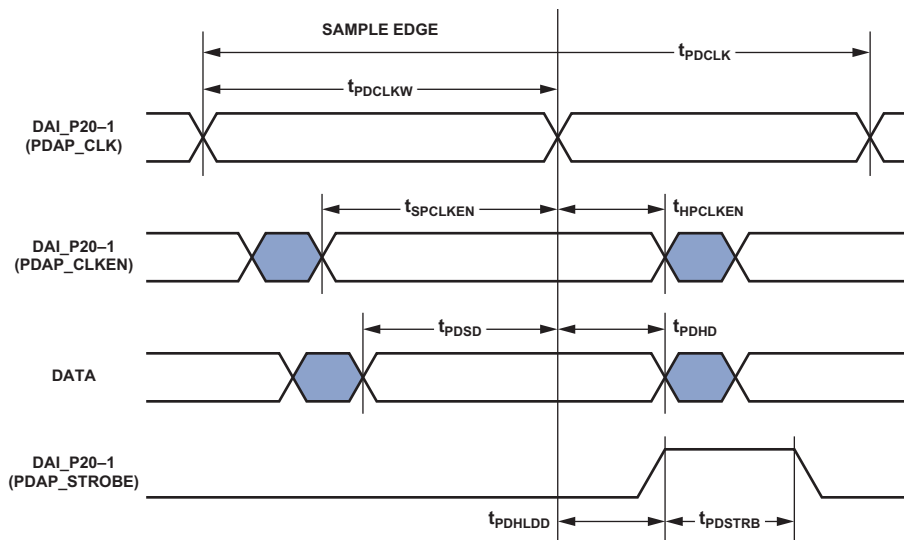 SAMPLE EDGE
tPDCLK
tPDCLKW
DAI_P20–1
(PDAP_CLK)
tSPCLKEN
tHPCLKEN
DAI_P20–1
(PDAP_CLKEN)
tPDSD
tPDHD
DATA
DAI_P20–1
(PDAP_STROBE)
tPDHLDD
tPDSTRB